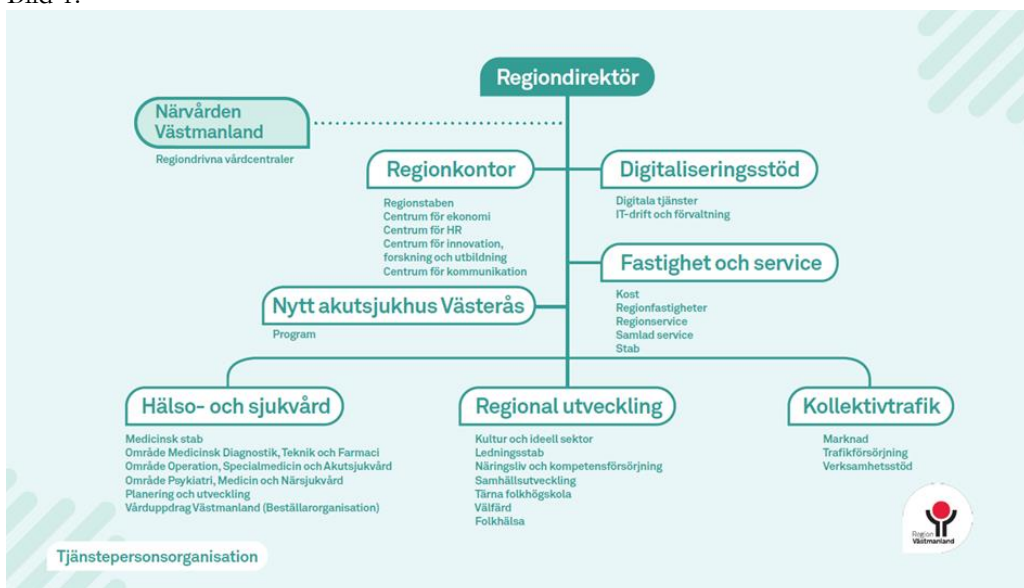 Bild 1.
Regiondirektör
Närvården
Västmanland
Regiondrivna vårdcentraler
Regionkontor
Regionstaben
Centrum för ekonomi
Centrum för HR
Centrum för innovation,
forskning och utbildning
Centrum för kommunikation
Digitaliseringsstöd
Digitala tjänster
IT-drift och förvaltning
Fastighet och service
Kost
Regionfastigheter
Regionservice
Samlad service
Stab
Nytt akutsjukhus Västerås
Program
Hälso- och sjukvård
Medicinsk stab
Område Medicinsk Diagnostik, Teknik och Farmaci
Område Operation, Specialmedicin och Akutsjukvård
Område Psykiatri, Medicin och Närsjukvård
Planering och utveckling
Vårduppdrag Västmanland (Beställarorganisation)
Regional utveckling
Kultur och ideell sektor
Ledningsstab
Näringsliv och kompetensförsörjning
Samhällsutveckling
Tärna folkhögskola
Välfärd
Folkhälsa
Kollektivtrafik
Marknad
Trafikförsörjning
Verksamhetsstöd
Region
Västmanland
Tjänstepersonsorganisation